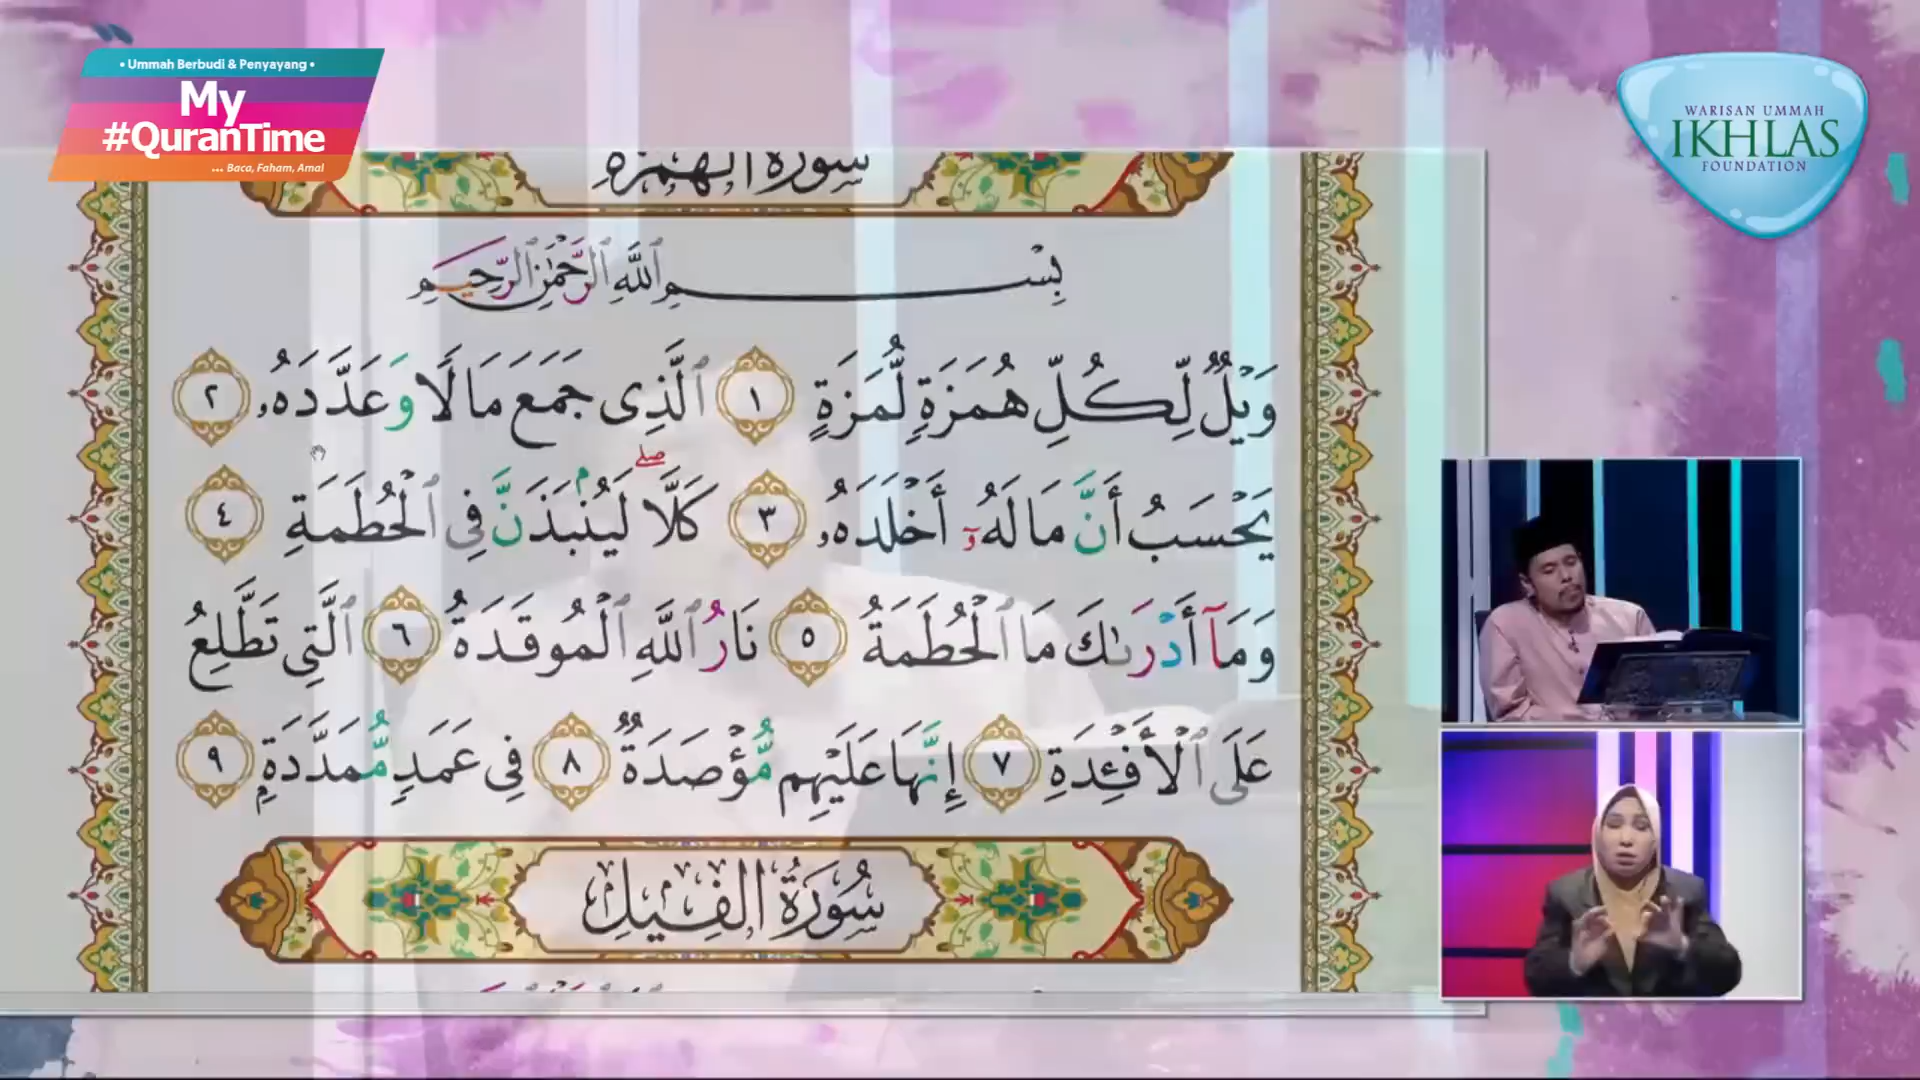 • Ummah Berbudi & Penyayang •
My
#QuranTime
... Baca, Faham, Amal
WARISAN UMMAH
IKHLAS
FOUNDATION
سورة الهمزة
بِسْمِ ٱللَّهِ ٱلرَّحْمَٰنِ ٱلرَّحِيمِ
وَيْلٌ لِّكُلِّ هُمَزَةٍ لُّمَزَةٍ ١ ٱلَّذِى جَمَعَ مَالًا وَعَدَّدَهُۥ ٢
يَحْسَبُ أَنَّ مَالَهُۥٓ أَخْلَدَهُۥ ٣ كَلَّا ۖ لَيُنۢبَذَنَّ فِى ٱلْحُطَمَةِ ٤
وَمَآ أَدْرَىٰكَ مَا ٱلْحُطَمَةُ ٥ نَارُ ٱللَّهِ ٱلْمُوقَدَةُ ٦ ٱلَّتِى تَطَّلِعُ
عَلَى ٱلْأَفْـِٔدَةِ ٧ إِنَّهَا عَلَيْهِم مُّؤْصَدَةٌ ٨ فِى عَمَدٍ مُّمَدَّدَةٍۭ ٩
سُورَةُ الفِيلِ